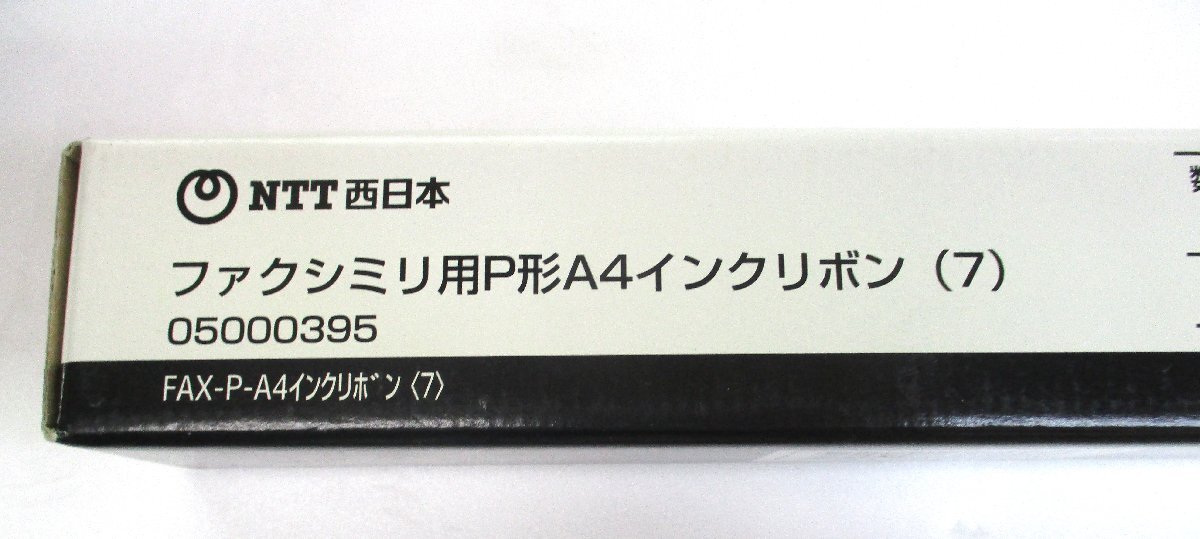 NTT西日本
ファクシミリ用P形A4インクリボン（7）
05000395
FAX-P-A4ｲﾝｸﾘﾎﾞﾝ〈7〉